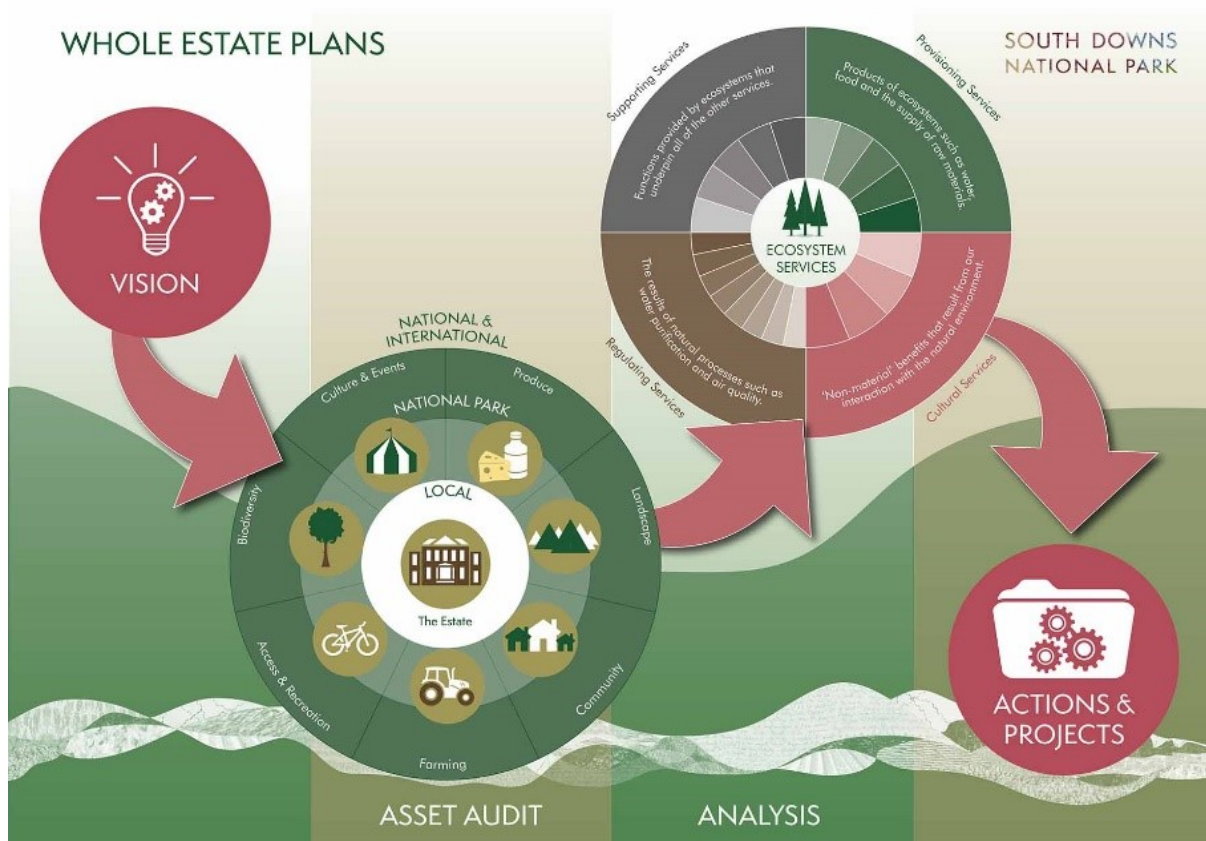 WHOLE ESTATE PLANS
SOUTH DOWNS
NATIONAL PARK
VISION
NATIONAL &
INTERNATIONAL
Culture & Events
Produce
Landscape
Community
Farming
Access & Recreation
Biodiversity
NATIONAL PARK
LOCAL
The Estate
ASSET AUDIT
Supporting Services
Functions provided by ecosystems that
underpin all of the other services.
Provisioning Services
Products of ecosystems such as water,
food and the supply of raw materials.
ECOSYSTEM
SERVICES
Regulating Services
The results of natural processes such as
water purification and air quality.
Cultural Services
'Non-material" benefits that result from our
interaction with the natural environment.
ANALYSIS
ACTIONS &
PROJECTS